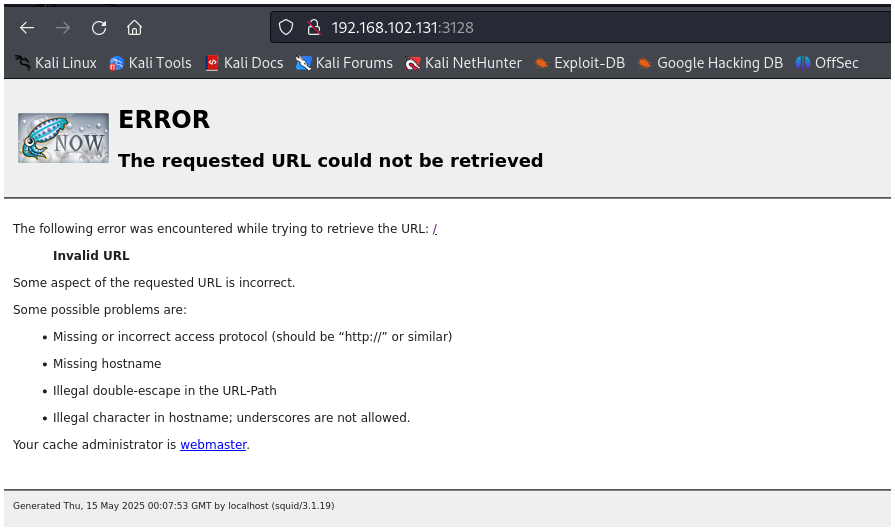 192.168.102.131:3128
Kali Linux Kali Tools Kali Docs Kali Forums Kali NetHunter Exploit-DB Google Hacking DB OffSec
NOW
ERROR
The requested URL could not be retrieved
The following error was encountered while trying to retrieve the URL: /
Invalid URL
Some aspect of the requested URL is incorrect.
Some possible problems are:
• Missing or incorrect access protocol (should be “http://” or similar)
• Missing hostname
• Illegal double-escape in the URL-Path
• Illegal character in hostname; underscores are not allowed.
Your cache administrator is webmaster.
Generated Thu, 15 May 2025 00:07:53 GMT by localhost (squid/3.1.19)